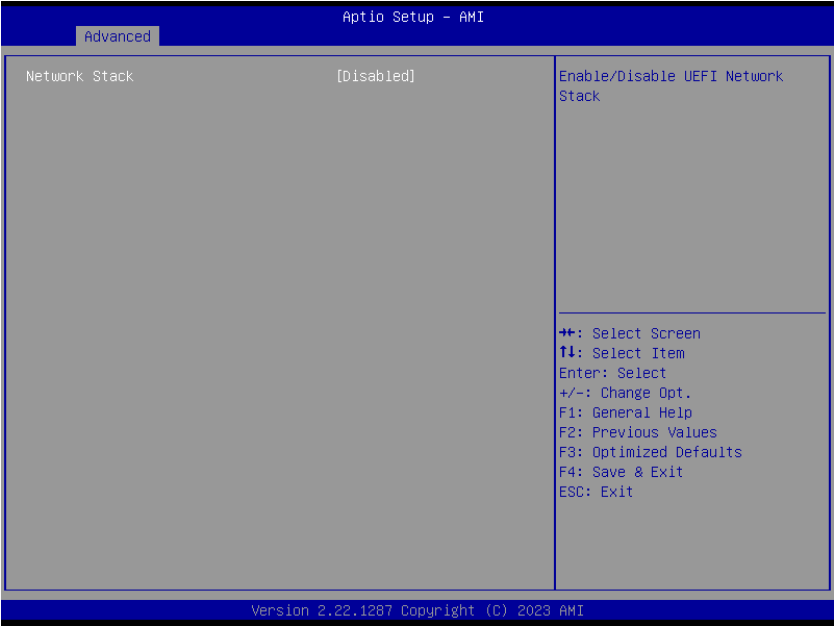 Aptio Setup - AMI
Advanced
Network Stack [Disabled]
Enable/Disable UEFI Network
Stack
→←: Select Screen
↑↓: Select Item
Enter: Select
+/-: Change Opt.
F1: General Help
F2: Previous Values
F3: Optimized Defaults
F4: Save & Exit
ESC: Exit
Version 2.22.1287 Copyright (C) 2023 AMI